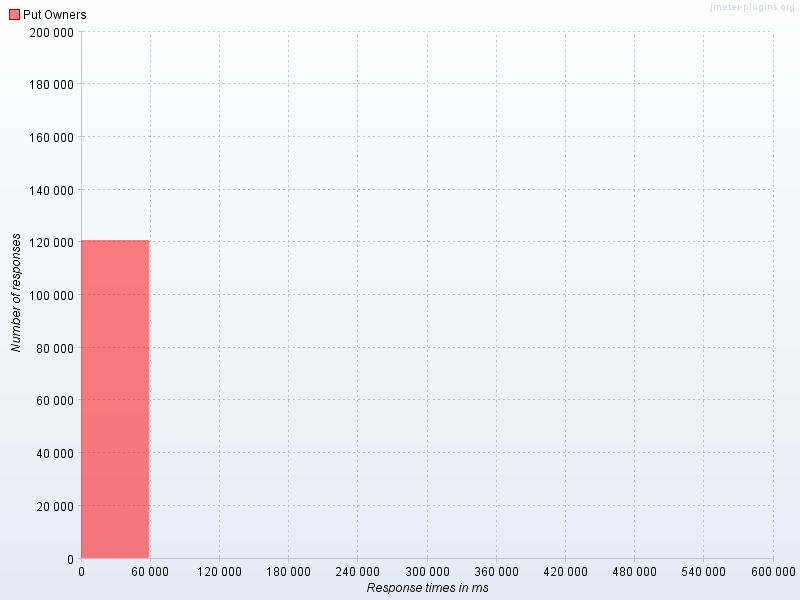 jmeter-plugins.org
Put Owners
200 000
180 000
160 000
140 000
120 000
100 000
80 000
60 000
40 000
20 000
0
Number of responses
0 60 000 120 000 180 000 240 000 300 000 360 000 420 000 480 000 540 000 600 000
Response times in ms